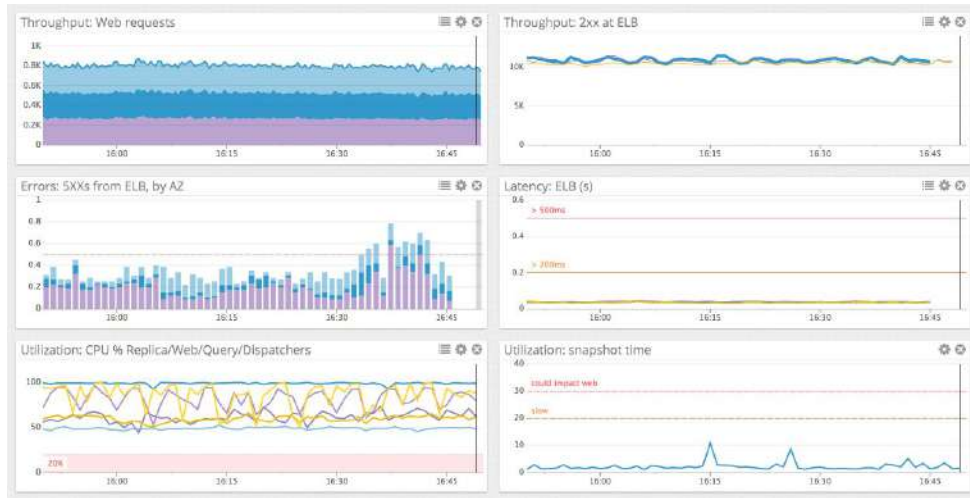 Throughput: Web requests
1K
0.8K
0.6K
0.4K
0.2K
0
16:00 16:15 16:30 16:45
Throughput: 2xx at ELB
10K
5K
0
16:00 16:15 16:30 16:45
Errors: 5XXs from ELB, by AZ
1
0.8
0.6
0.4
0.2
0
16:00 16:15 16:30 16:45
Latency: ELB (s)
0.6
> 500ms
0.4
> 200ms
0.2
0
16:00 16:15 16:30 16:45
Utilization: CPU % Replica/Web/Query/Dispatchers
100
50
20%
0
16:00 16:15 16:30 16:45
Utilization: snapshot time
40
could impact web
30
slow
20
10
0
16:00 16:15 16:30 16:45